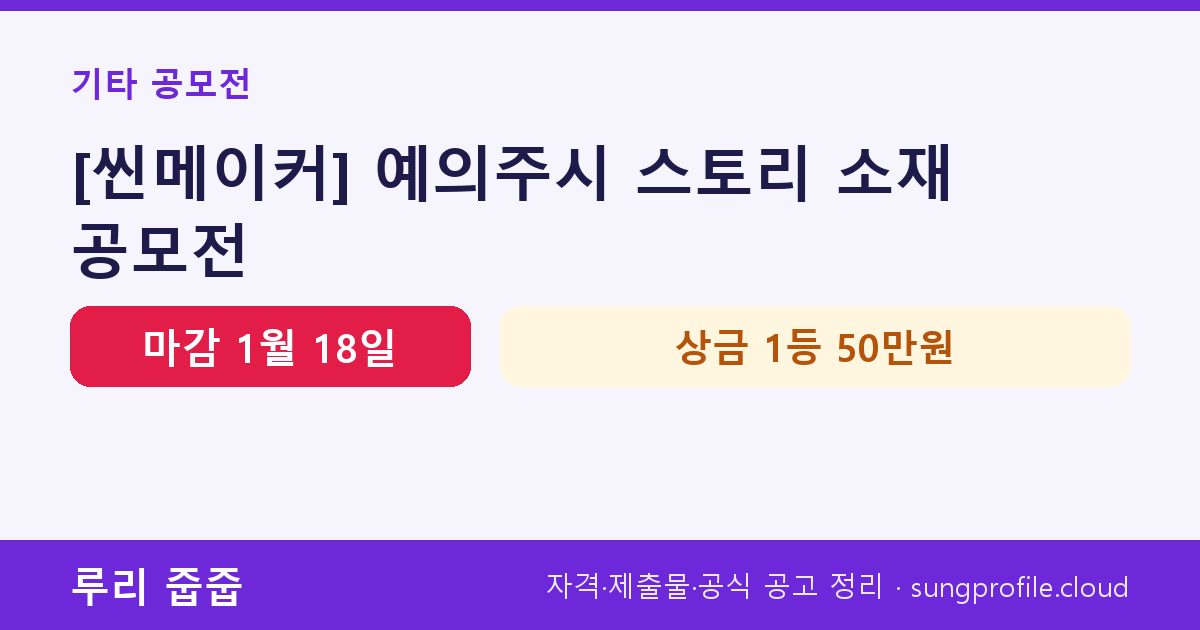 기타 공모전
[씬메이커] 예의주시 스토리 소재
공모전
마감 1월 18일
상금 1등 50만원
루리 줍줍
자격·제출물·공식 공고 정리 · sungprofile.cloud